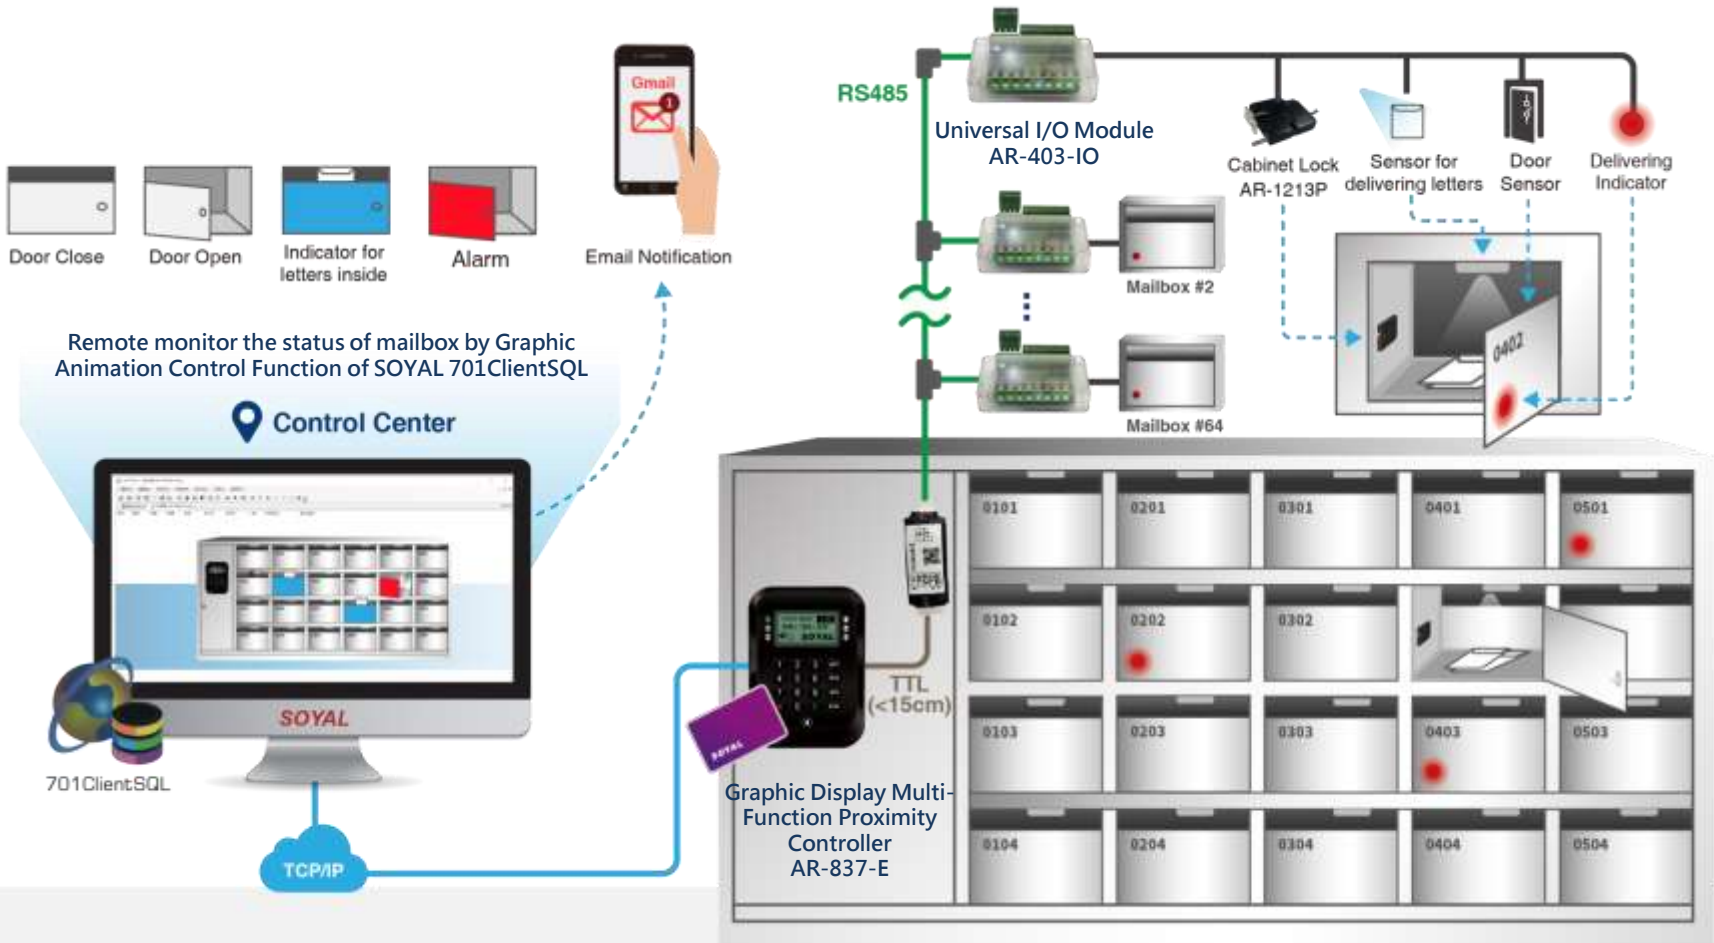 Gmail
1
RS485
Universal I/O Module
AR-403-IO
Cabinet Lock
AR-1213P
Sensor for
delivering letters
Door
Sensor
Delivering
Indicator
Door Close
Door Open
Indicator for
letters inside
Alarm
Email Notification
Mailbox #2
Mailbox #64
0402
Remote monitor the status of mailbox by Graphic
Animation Control Function of SOYAL 701ClientSQL
Control Center
SOYAL
701ClientSQL
TCP/IP
SOYAL
SOYAL
TTL
(<15cm)
Graphic Display Multi-
Function Proximity
Controller
AR-837-E
0101
0201
0301
0401
0501
0102
0202
0302
0103
0203
0303
0403
0503
0104
0204
0304
0404
0504